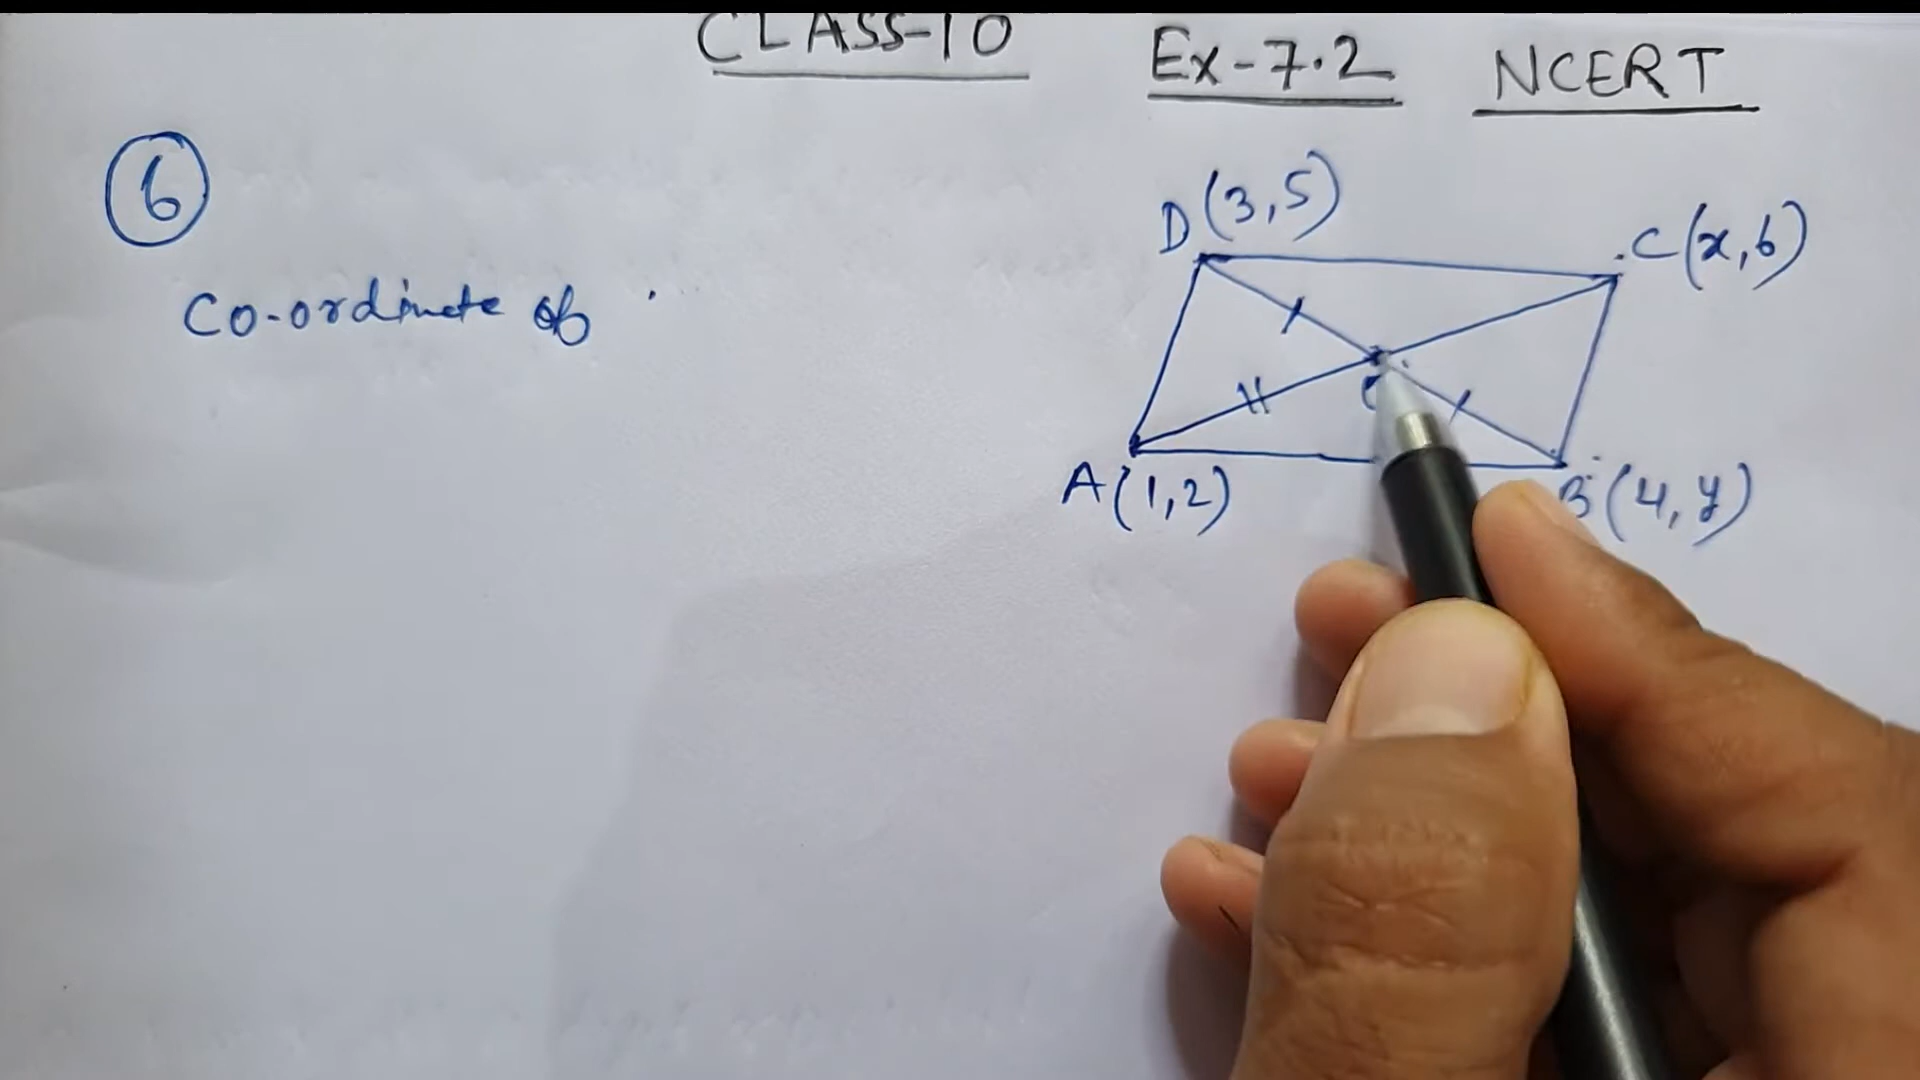 CLASS-10 Ex-7.2 NCERT
6
D(3,5)
C(x,6)
Co-ordinate of
A(1,2)
B(4,y)